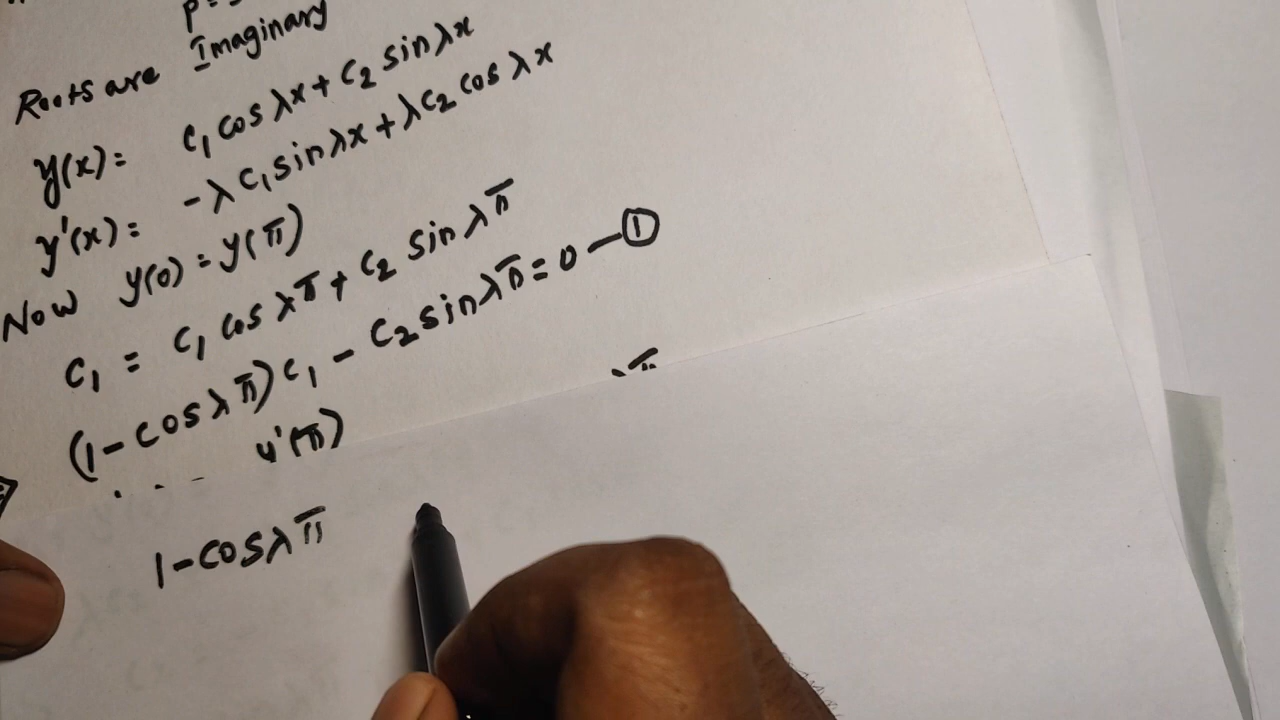 Roots are Imaginary
y(x) = c₁ cos λx + c₂ sin λx
y'(x) = -λ c₁ sin λx + λ c₂ cos λx
Now y(0) = y(π)
c₁ = c₁ cos λπ + c₂ sin λπ
(1 - cos λπ) c₁ - c₂ sin λπ = 0 — ①
y'(π)
1 - cos λπ